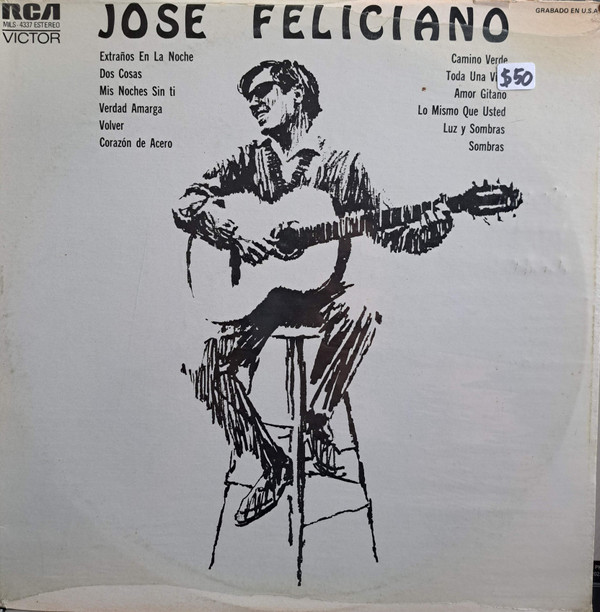 RCA
MILS 4337 ESTEREO
VICTOR
JOSE FELICIANO
GRABADO EN U.S.A
Extraños En La Noche
Dos Cosas
Mis Noches Sin ti
Verdad Amarga
Volver
Corazón de Acero
Camino Verde
Toda Una
$50
Amor Gitano
Lo Mismo Que Usted
Luz y Sombras
Sombras